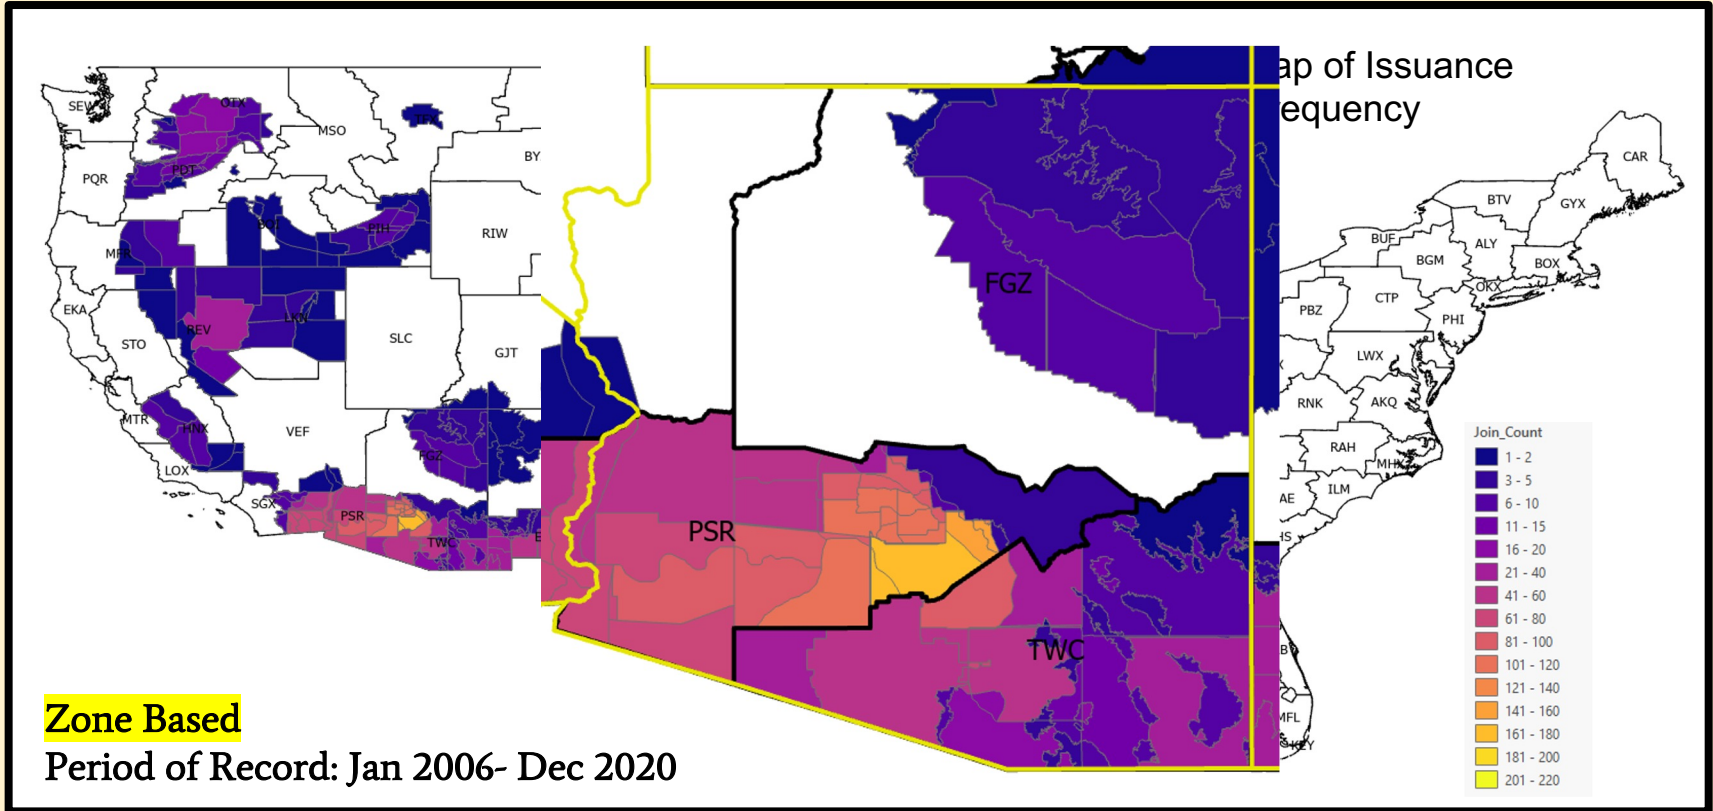 ap of Issuance
equency
SEW
OTX
MSO
TFX
BY
PDT
PQR
RIW
MFR
BOI
PIH
EKA
REV
LKN
STO
SLC
GJT
MTR
HNX
VEF
LOX
FGZ
SGX
PSR
TWC
E
FGZ
PSR
TWC
CAR
BTV
GYX
BUF
ALY
BGM
BOX
OKX
CTP
PBZ
PHI
LWX
RNK
AKQ
RAH
MHX
ILM
AE
HS
MFL
KEY
Join_Count
1 - 2
3 - 5
6 - 10
11 - 15
16 - 20
21 - 40
41 - 60
61 - 80
81 - 100
101 - 120
121 - 140
141 - 160
161 - 180
181 - 200
201 - 220
Zone Based
Period of Record: Jan 2006- Dec 2020